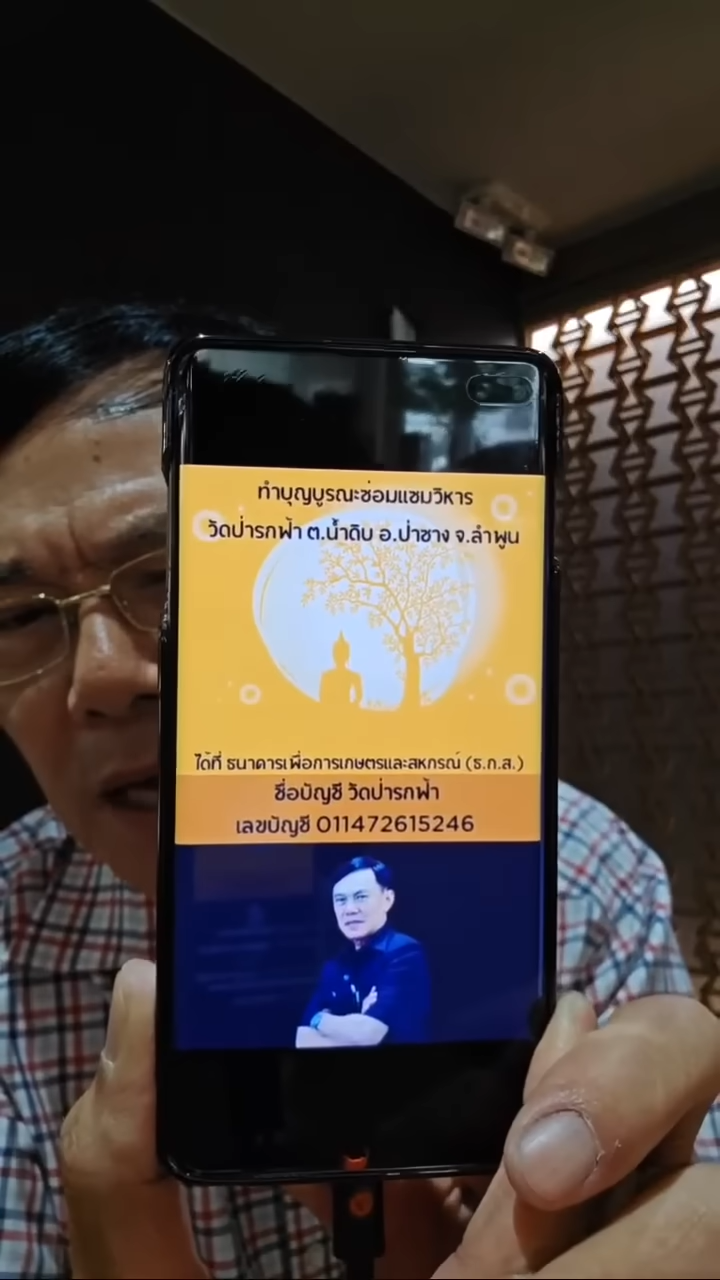 ทำบุญบูรณะซ่อมแซมวิหาร
วัดป่ารกฟ้า ต.น้ำดิบ อ.ป่าซาง จ.ลำพูน
ได้ที่ ธนาคารเพื่อการเกษตรและสหกรณ์ (ธ.ก.ส.)
ชื่อบัญชี วัดป่ารกฟ้า
เลขบัญชี 011472615246